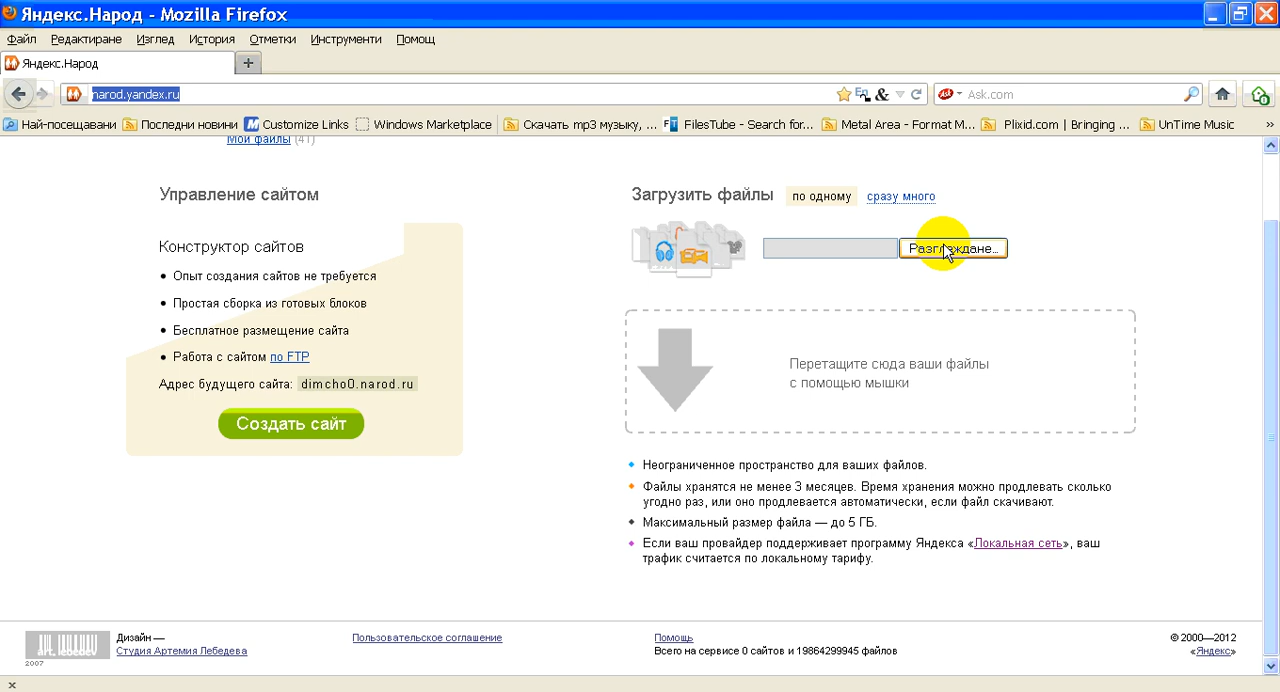 Яндекс.Народ - Mozilla Firefox
Файл Редактиране Изглед История Отметки Инструменти Помощ
Яндекс.Народ
narod.yandex.ru
Ask.com
Най-посещавани Последни новини Customize Links Windows Marketplace Скачать mp3 музыку, ... FilesTube - Search for... Metal Area - Format M... Plixid.com | Bringing ... UnTime Music »
Мои файлы (41)
Управление сайтом
Конструктор сайтов
• Опыт создания сайтов не требуется
• Простая сборка из готовых блоков
• Бесплатное размещение сайта
• Работа с сайтом по FTP
Адрес будущего сайта: dimcho0.narod.ru
Создать сайт
Загрузить файлы по одному сразу много
Разглеждане...
Перетащите сюда ваши файлы
с помощью мышки
Неограниченное пространство для ваших файлов.
Файлы хранятся не менее 3 месяцев. Время хранения можно продлевать сколько
угодно раз, или оно продлевается автоматически, если файл скачивают.
Максимальный размер файла — до 5 ГБ.
Если ваш провайдер поддерживает программу Яндекса «Локальная сеть», ваш
трафик считается по локальному тарифу.
art. lebedev
2007
Дизайн —
Студия Артемия Лебедева
Пользовательское соглашение
Помощь
Всего на сервисе 0 сайтов и 19864299945 файлов
© 2000—2012
«Яндекс»